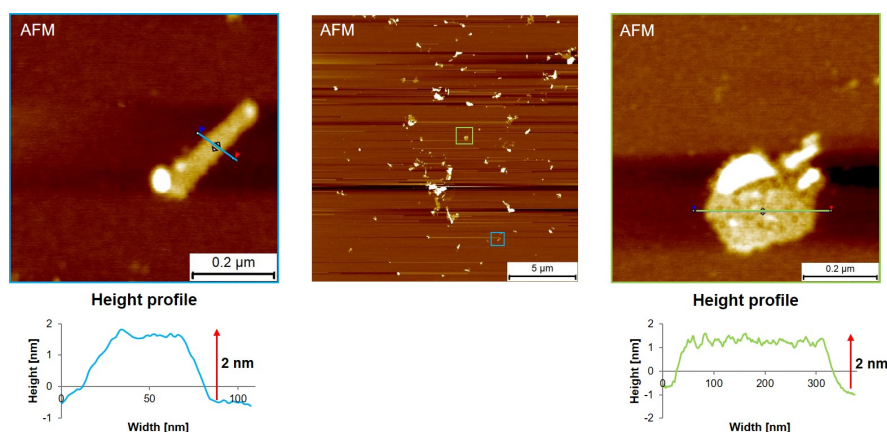 AFM
0.2 µm
Height profile
Height [nm]
2
1
0
-1
0
50
100
2 nm
Width [nm]
AFM
5 µm
AFM
0.2 µm
Height profile
Height [nm]
2
1
0
-1
-2
0
100
200
300
2 nm
Width [nm]